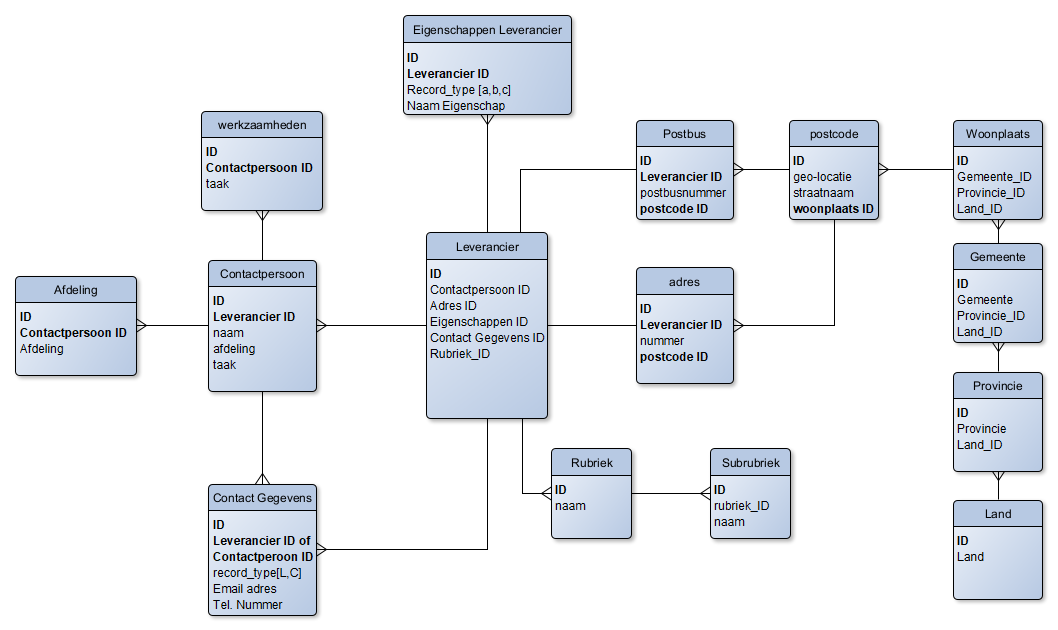 Eigenschappen Leverancier
ID
Leverancier ID
Record_type [a,b,c]
Naam Eigenschap
werkzaamheden
ID
Contactpersoon ID
taak
Postbus
ID
Leverancier ID
postbusnummer
postcode ID
postcode
ID
geo-locatie
straatnaam
woonplaats ID
Woonplaats
ID
Gemeente_ID
Provincie_ID
Land_ID
Afdeling
ID
Contactpersoon ID
Afdeling
Contactpersoon
ID
Leverancier ID
naam
afdeling
taak
Leverancier
ID
Contactpersoon ID
Adres ID
Eigenschappen ID
Contact Gegevens ID
Rubriek_ID
adres
ID
Leverancier ID
nummer
postcode ID
Gemeente
ID
Gemeente
Provincie_ID
Land_ID
Provincie
ID
Provincie
Land_ID
Contact Gegevens
ID
Leverancier ID of
Contactperoon ID
record_type[L,C]
Email adres
Tel. Nummer
Rubriek
ID
naam
Subrubriek
ID
rubriek_ID
naam
Land
ID
Land